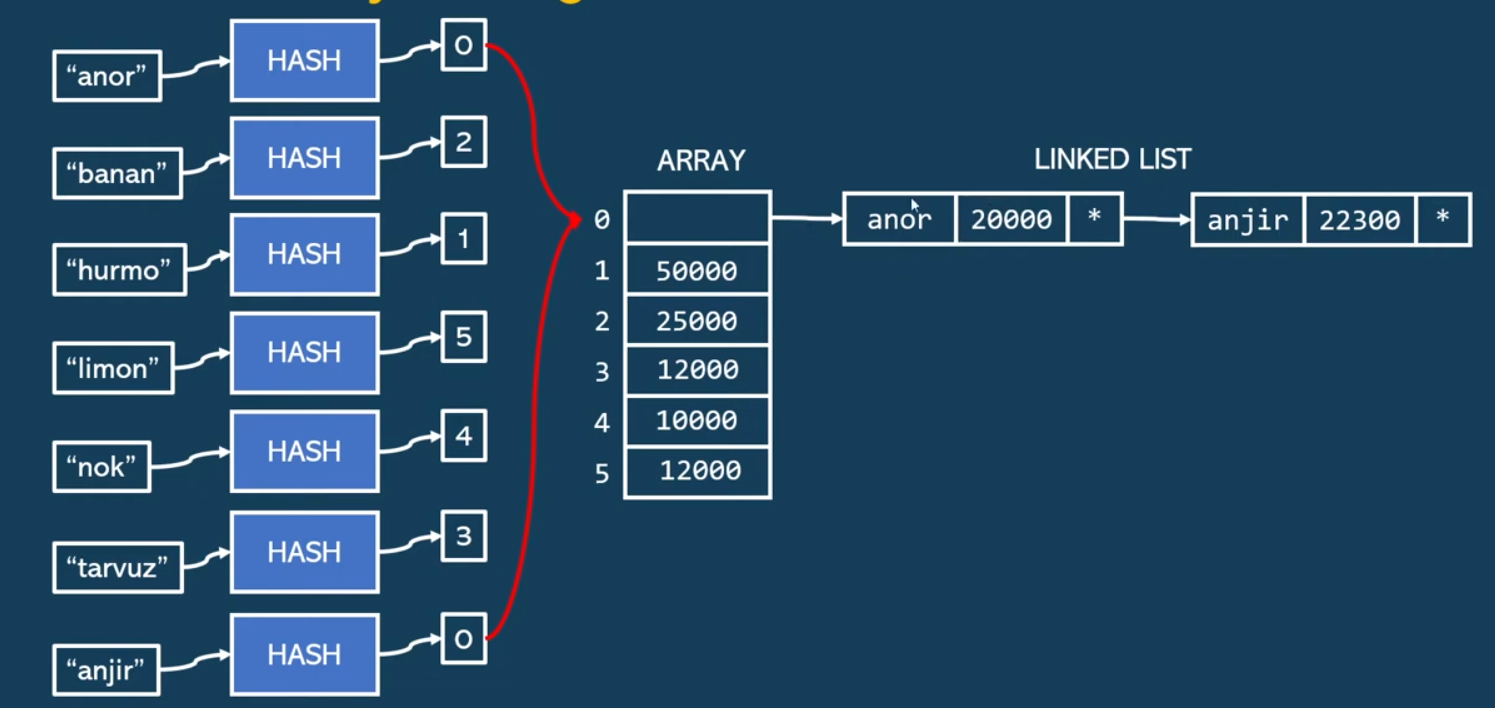 “anor”
HASH
0
“banan”
HASH
2
“hurmo”
HASH
1
“limon”
HASH
5
“nok”
HASH
4
“tarvuz”
HASH
3
“anjir”
HASH
0
ARRAY
0
1 50000
2 25000
3 12000
4 10000
5 12000
LINKED LIST
anor 20000 *
anjir 22300 *